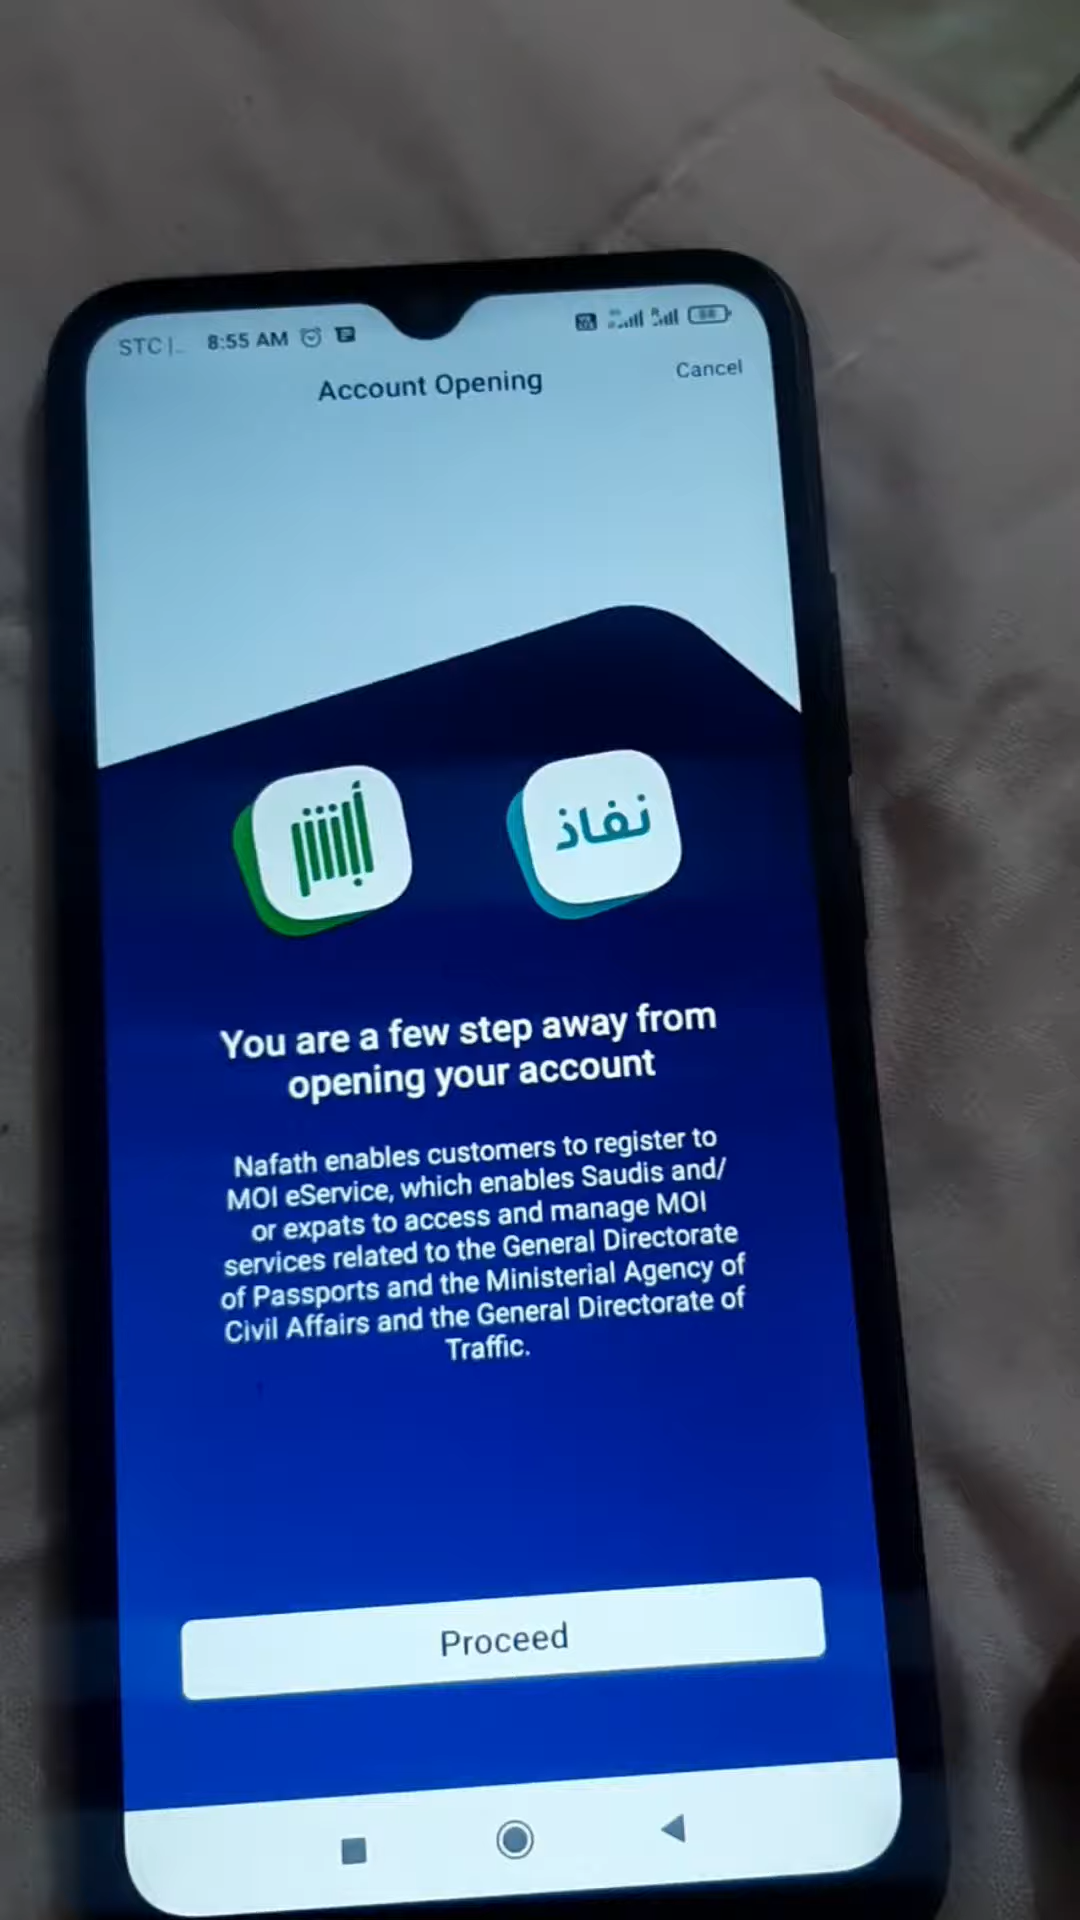 STC |..
8:55 AM
Account Opening
Cancel
أبشر
نفاذ
You are a few step away from
opening your account
Nafath enables customers to register to
MOI eService, which enables Saudis and/
or expats to access and manage MOI
services related to the General Directorate
of Passports and the Ministerial Agency of
Civil Affairs and the General Directorate of
Traffic.
Proceed